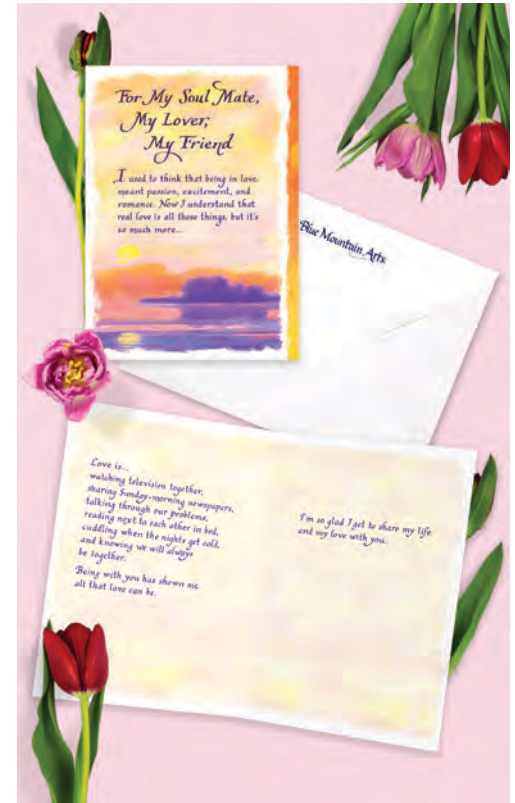 For My Soul Mate,
My Lover,
My Friend
I used to think that being in love
meant passion, excitement, and
romance. Now I understand that
real love is all those things, but it's
so much more...
Blue Mountain Arts
Love is...
watching television together,
sharing Sunday-morning newspapers,
talking through our problems,
reading next to each other in bed,
cuddling when the nights get cold,
and knowing we will always
be together.
Being with you has shown me
all that love can be.
I'm so glad I get to share my life
and my love with you.